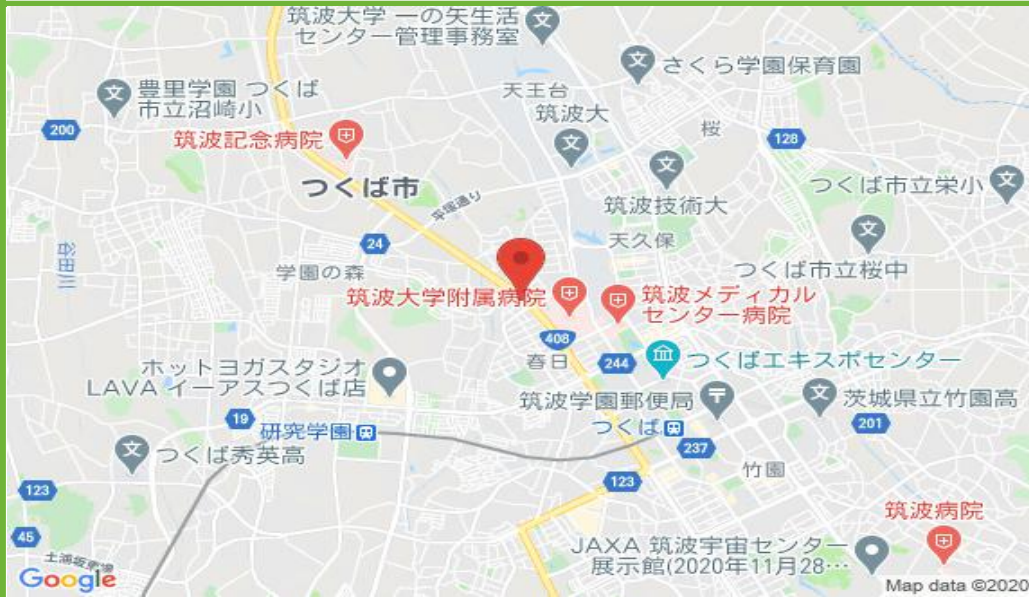 筑波大学 一の矢生活
センター管理事務室
さくら学園保育園
豊里学園 つくば
市立沼崎小
天王台
筑波大
200
筑波記念病院
桜
128
つくば市
平塚通り
筑波技術大
つくば市立栄小
24
天久保
谷田川
学園の森
つくば市立桜中
筑波大学附属病院
筑波メディカル
センター病院
408
春日
244
つくばエキスポセンター
ホットヨガスタジオ
LAVA イーアスつくば店
筑波学園郵便局
茨城県立竹園高
19
研究学園
つくば
201
つくば秀英高
237
竹園
123
123
筑波病院
45
JAXA 筑波宇宙センター
展示館(2020年11月28…
Google
Map data ©2020